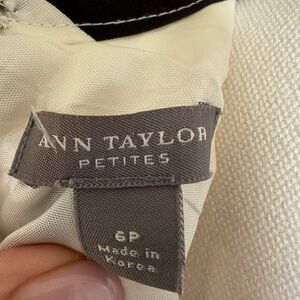 ANN TAYLOR
PETITES
6P
Made in
Korea